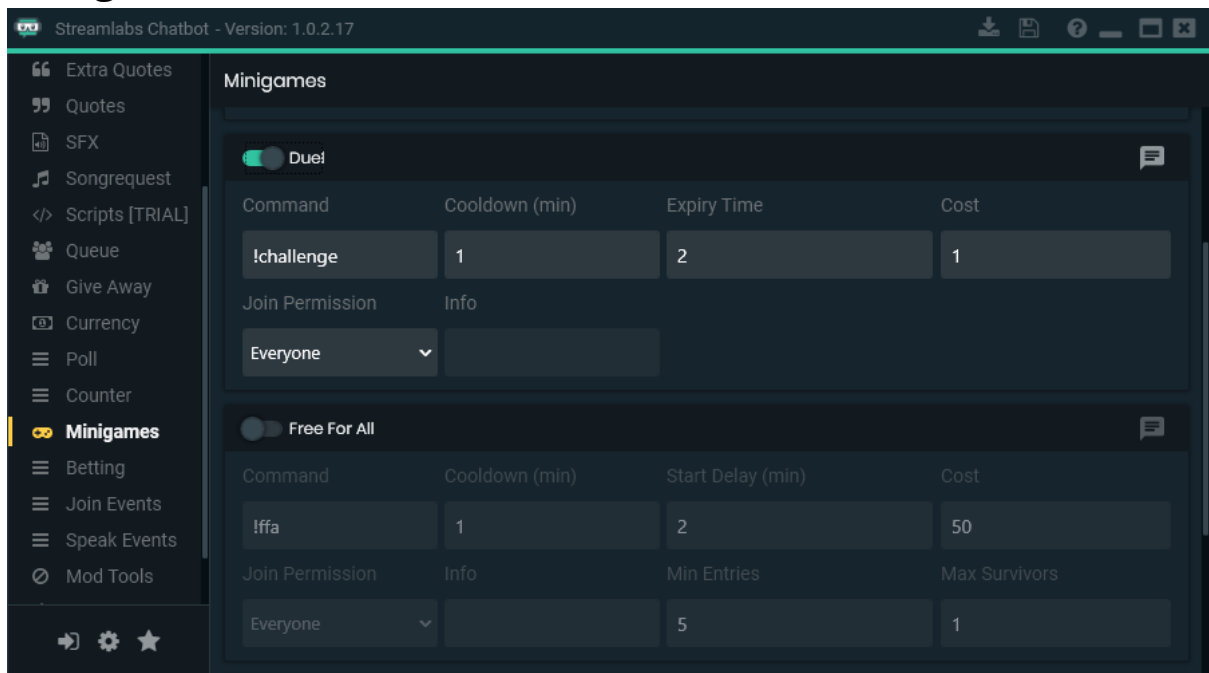 Streamlabs Chatbot - Version: 1.0.2.17
Extra Quotes
Quotes
SFX
Songrequest
Scripts [TRIAL]
Queue
Give Away
Currency
Poll
Counter
Minigames
Betting
Join Events
Speak Events
Mod Tools
Minigames
Duel
Command Cooldown (min) Expiry Time Cost
!challenge 1 2 1
Join Permission Info
Everyone
Free For All
Command Cooldown (min) Start Delay (min) Cost
!ffa 1 2 50
Join Permission Info Min Entries Max Survivors
Everyone 5 1